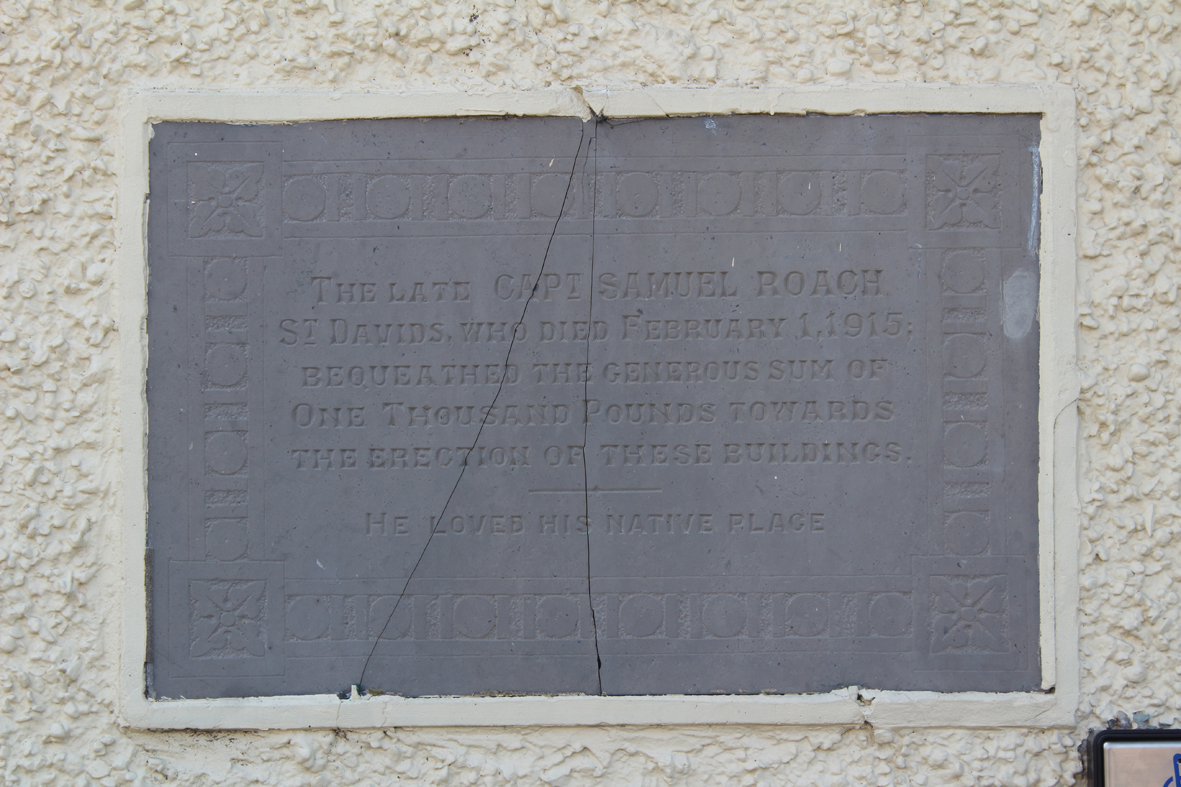 THE LATE CAPT SAMUEL ROACH
ST DAVIDS, WHO DIED FEBRUARY 1, 1915;
BEQUEATHED THE GENEROUS SUM OF
ONE THOUSAND POUNDS TOWARDS
THE ERECTION OF THESE BUILDINGS.
HE LOVED HIS NATIVE PLACE